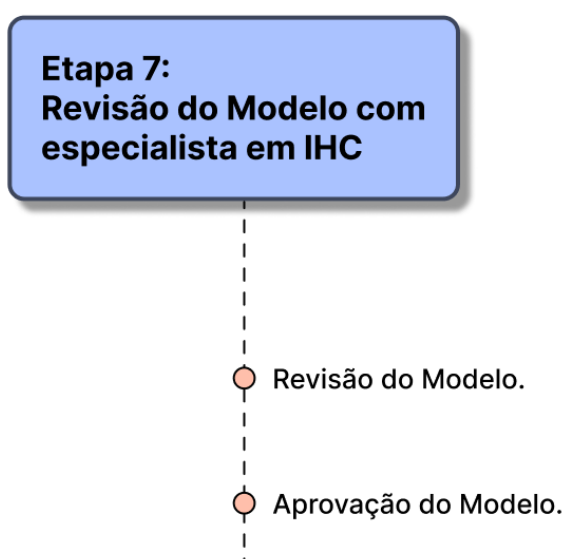 Etapa 7:
Revisão do Modelo com
especialista em IHC
Revisão do Modelo.
Aprovação do Modelo.